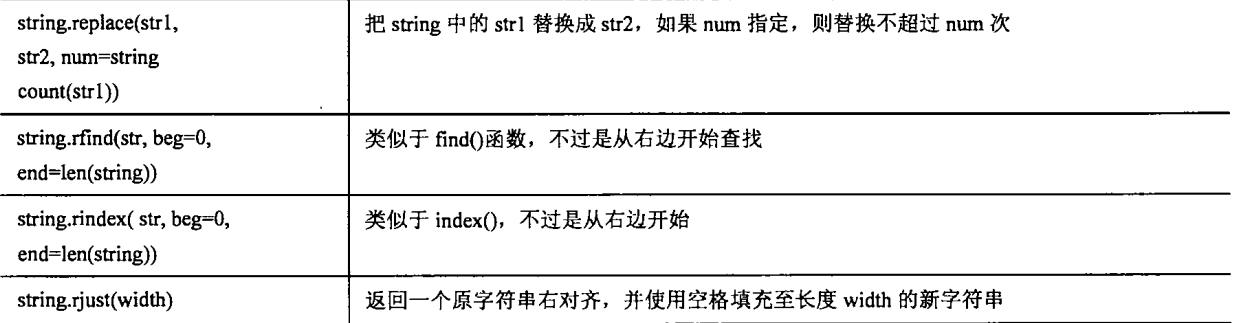 string.replace(str1,
str2, num=string
count(str1))
把 string 中的 str1 替换成 str2，如果 num 指定，则替换不超过 num 次
string.rfind(str, beg=0,
end=len(string))
类似于 find()函数，不过是从右边开始查找
string.rindex( str, beg=0,
end=len(string))
类似于 index()，不过是从右边开始
string.rjust(width)
返回一个原字符串右对齐，并使用空格填充至长度 width 的新字符串